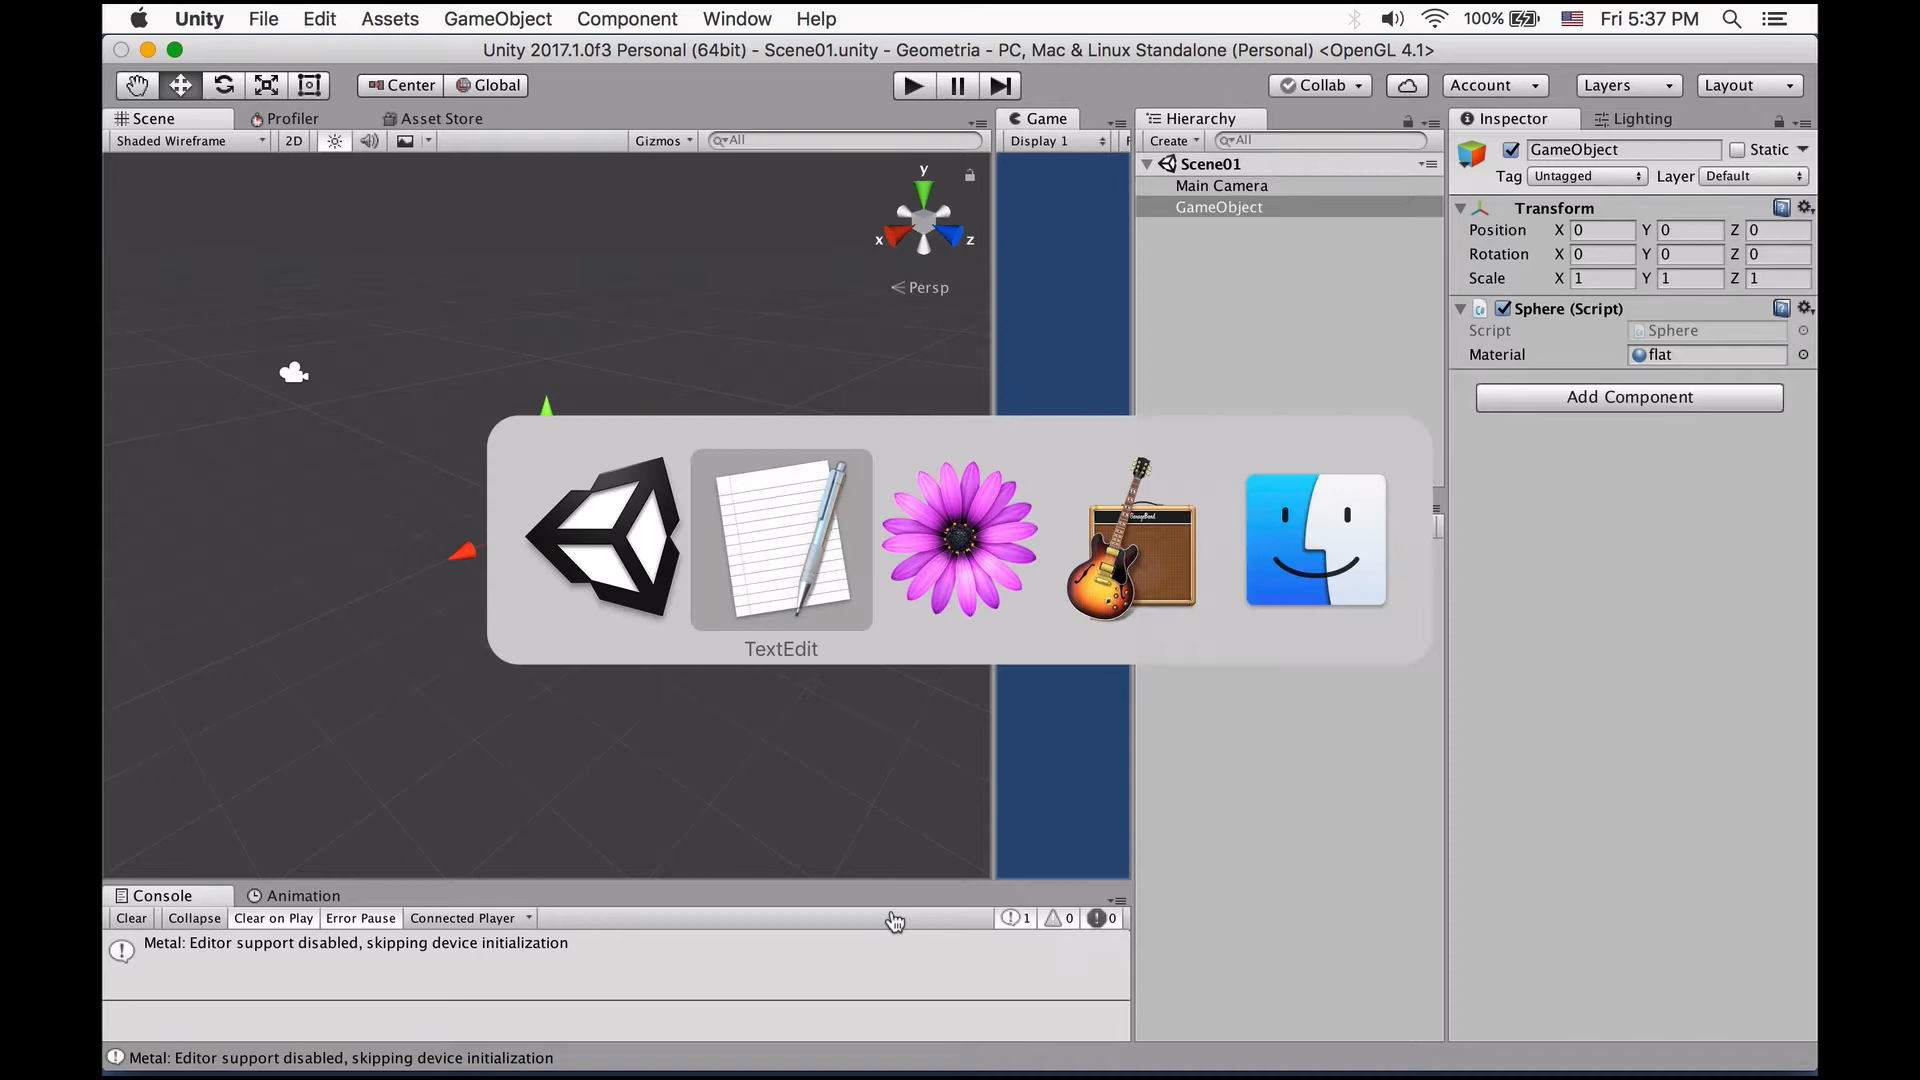 Unity File Edit Assets GameObject Component Window Help 100% Fri 5:37 PM
Unity 2017.1.0f3 Personal (64bit) - Scene01.unity - Geometria - PC, Mac & Linux Standalone (Personal) <OpenGL 4.1>
Center Global Collab Account Layers Layout
Scene Profiler Asset Store Game Hierarchy Inspector Lighting
Shaded Wireframe 2D Gizmos All Display 1 Create All GameObject Static
Scene01
Main Camera
GameObject
Tag Untagged Layer Default
Transform
Position X 0 Y 0 Z 0
Rotation X 0 Y 0 Z 0
Scale X 1 Y 1 Z 1
Sphere (Script)
Script Sphere
Material flat
Add Component
y
x z
Persp
GarageBand
TextEdit
Console Animation
Clear Collapse Clear on Play Error Pause Connected Player 1 0 0
Metal: Editor support disabled, skipping device initialization
Metal: Editor support disabled, skipping device initialization